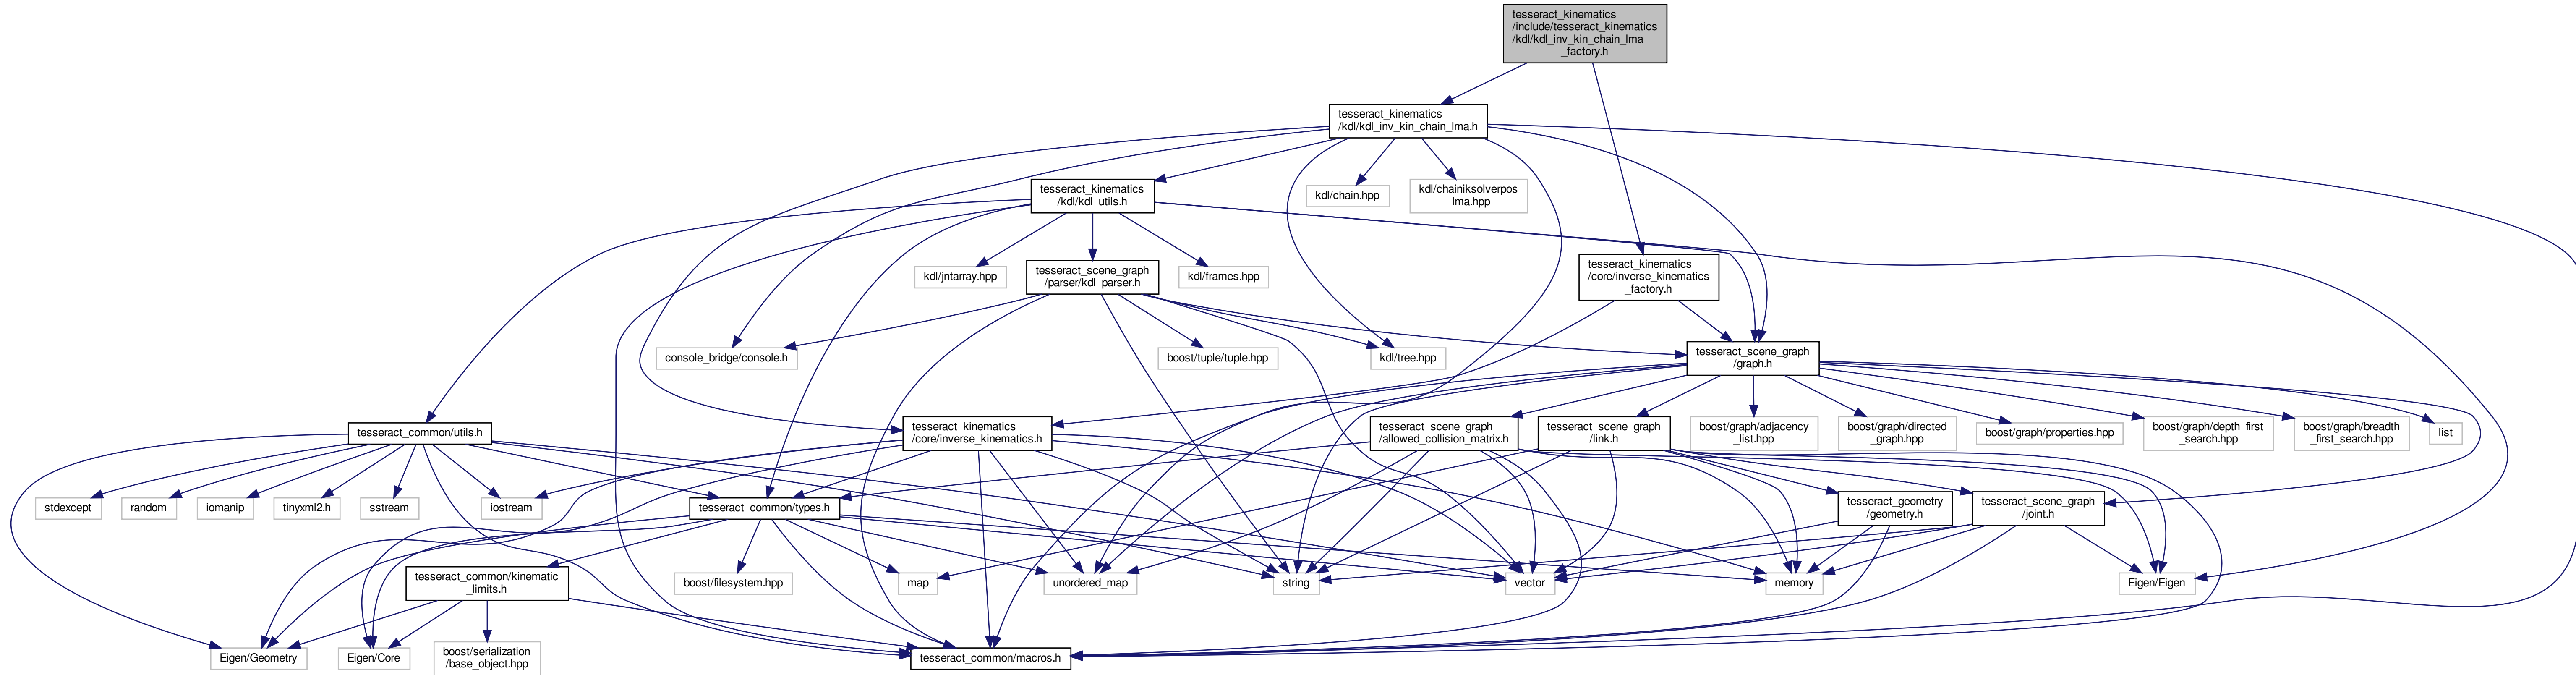 tesseract_kinematics
/include/tesseract_kinematics
/kdl/kdl_inv_kin_chain_lma
_factory.h
tesseract_kinematics
/kdl/kdl_inv_kin_chain_lma.h
tesseract_kinematics
/kdl/kdl_utils.h
kdl/chain.hpp
kdl/chainiksolverpos
_lma.hpp
kdl/jntarray.hpp
tesseract_scene_graph
/parser/kdl_parser.h
kdl/frames.hpp
tesseract_kinematics
/core/inverse_kinematics
_factory.h
console_bridge/console.h
boost/tuple/tuple.hpp
kdl/tree.hpp
tesseract_scene_graph
/graph.h
tesseract_common/utils.h
tesseract_kinematics
/core/inverse_kinematics.h
tesseract_scene_graph
/allowed_collision_matrix.h
tesseract_scene_graph
/link.h
boost/graph/adjacency
_list.hpp
boost/graph/directed
_graph.hpp
boost/graph/properties.hpp
boost/graph/depth_first
_search.hpp
boost/graph/breadth
_first_search.hpp
list
stdexcept
random
iomanip
tinyxml2.h
sstream
iostream
tesseract_common/types.h
tesseract_geometry
/geometry.h
tesseract_scene_graph
/joint.h
tesseract_common/kinematic
_limits.h
boost/filesystem.hpp
map
unordered_map
string
vector
memory
Eigen/Eigen
Eigen/Geometry
Eigen/Core
boost/serialization
/base_object.hpp
tesseract_common/macros.h